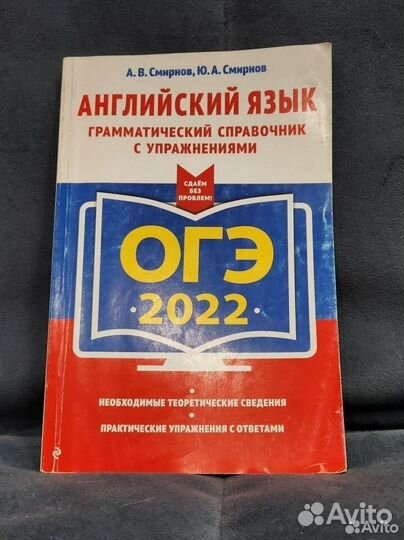 А. В. Смирнов, Ю. А. Смирнов
АНГЛИЙСКИЙ ЯЗЫК
ГРАММАТИЧЕСКИЙ СПРАВОЧНИК
С УПРАЖНЕНИЯМИ
СДАЁМ
БЕЗ
ПРОБЛЕМ!
ОГЭ
·2022·
• НЕОБХОДИМЫЕ ТЕОРЕТИЧЕСКИЕ СВЕДЕНИЯ
• ПРАКТИЧЕСКИЕ УПРАЖНЕНИЯ С ОТВЕТАМИ
Avito
Avito